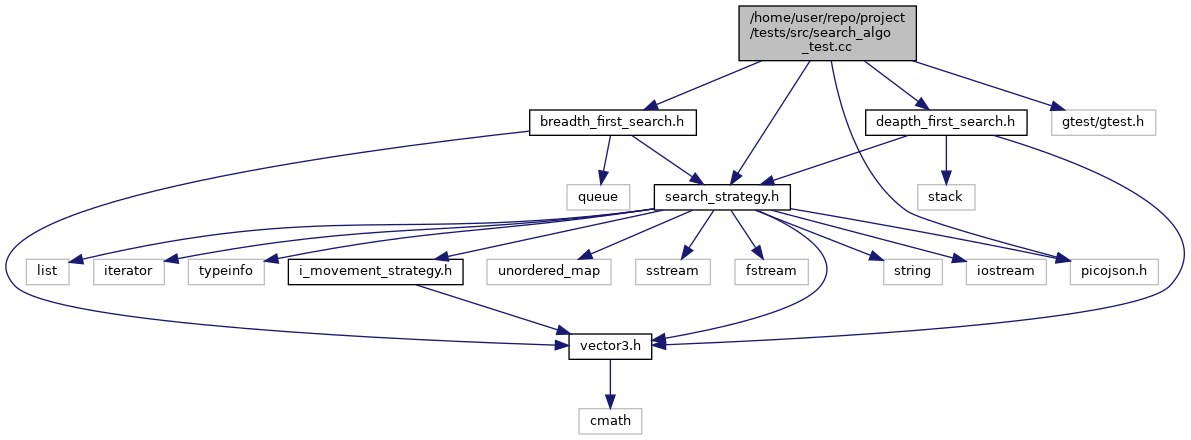 /home/user/repo/project
/tests/src/search_algo
_test.cc
breadth_first_search.h
deapth_first_search.h
gtest/gtest.h
queue
search_strategy.h
stack
list
iterator
typeinfo
i_movement_strategy.h
unordered_map
sstream
fstream
string
iostream
picojson.h
vector3.h
cmath